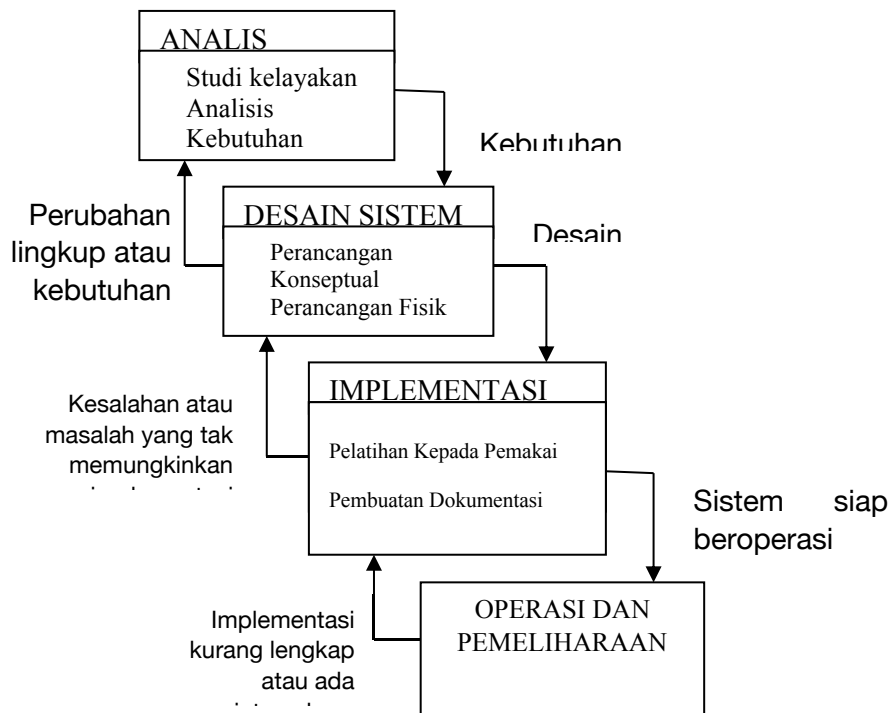 ANALIS
Studi kelayakan
Analisis
Kebutuhan
Kebutuhan
Perubahan
lingkup atau
kebutuhan
DESAIN SISTEM
Perancangan
Konseptual
Perancangan Fisik
Desain
IMPLEMENTASI
Pelatihan Kepada Pemakai
Pembuatan Dokumentasi
Kesalahan atau
masalah yang tak
memungkinkan
Sistem siap
beroperasi
OPERASI DAN
PEMELIHARAAN
Implementasi
kurang lengkap
atau ada